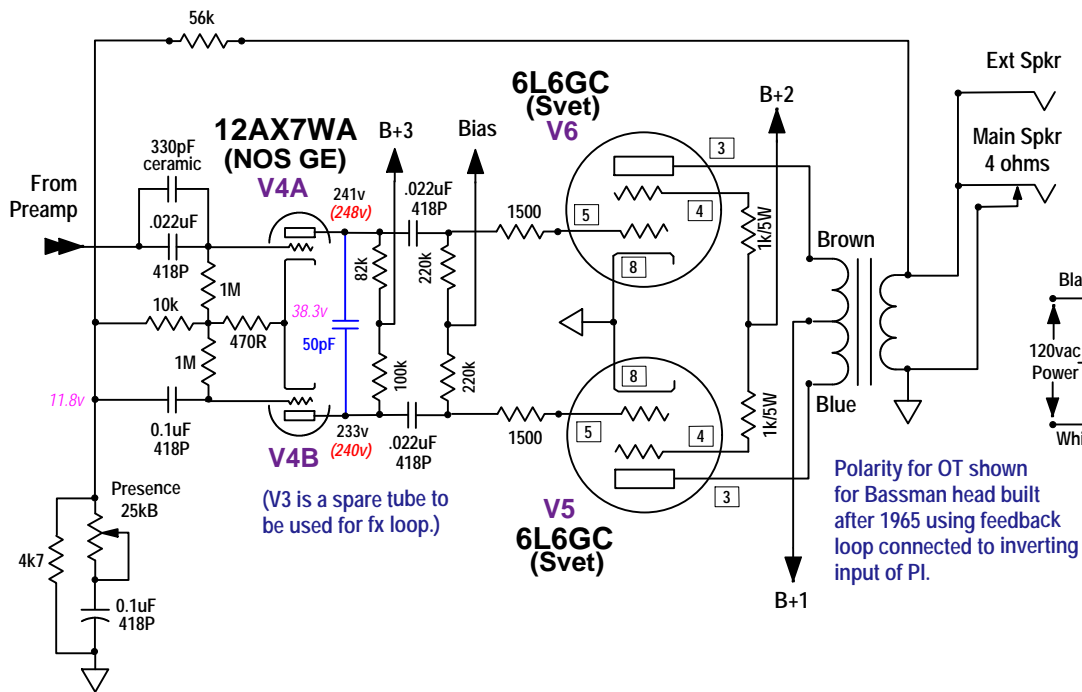 56k
6L6GC
(Svet)
V6
Ext Spkr
B+2
Main Spkr
4 ohms
12AX7WA
(NOS GE)
V4A
B+3
Bias
330pF
ceramic
From
Preamp
.022uF
418P
241v
(248v)
.022uF
418P
1500
5
3
4
8
1k/5W
Brown
82k
220k
1M
10k
470R
38.3v
50pF
1M
100k
220k
11.8v
0.1uF
418P
233v
(240v)
.022uF
418P
1500
8
5
4
3
1k/5W
Blue
V4B
Bla
120vac
Power
Whi
(V3 is a spare tube to
be used for fx loop.)
V5
6L6GC
(Svet)
B+1
Polarity for OT shown
for Bassman head built
after 1965 using feedback
loop connected to inverting
input of PI.
Presence
25kB
4k7
0.1uF
418P